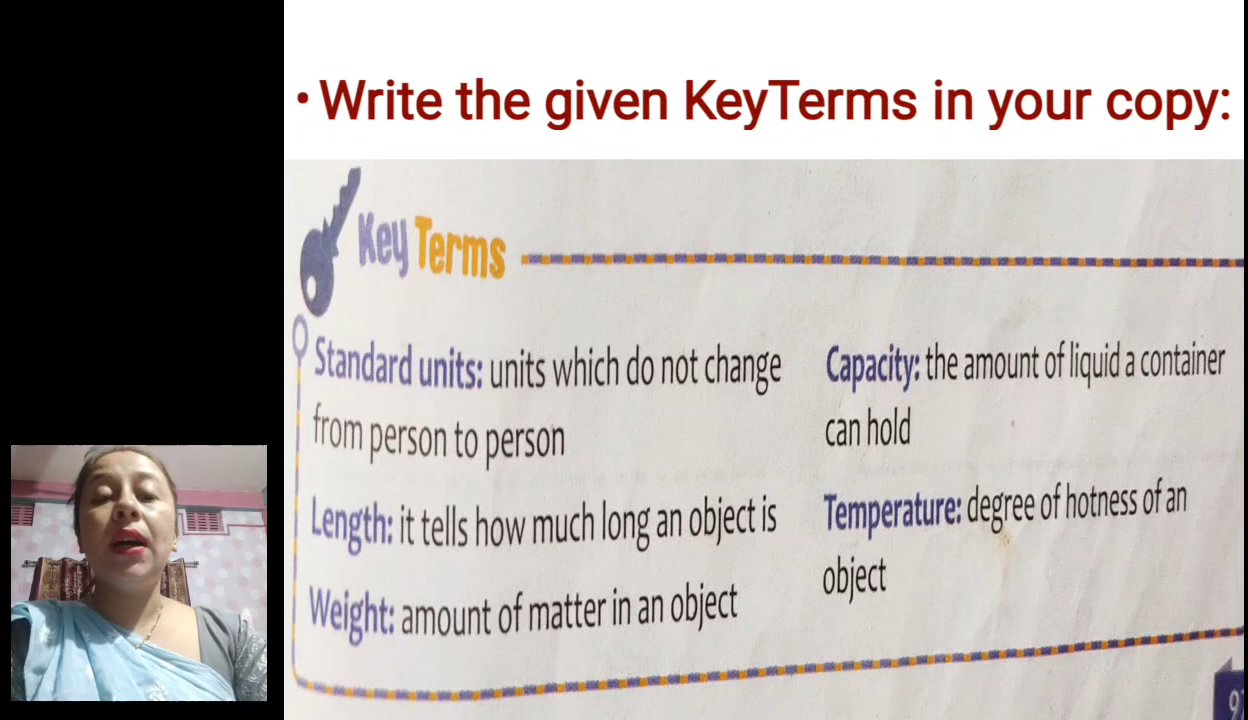 • Write the given KeyTerms in your copy:
Key Terms
Standard units: units which do not change
from person to person
Length: it tells how much long an object is
Weight: amount of matter in an object
Capacity: the amount of liquid a container
can hold
Temperature: degree of hotness of an
object